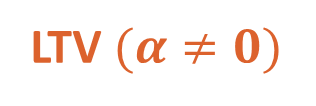 LTV (𝜶 ≠ 𝟎)